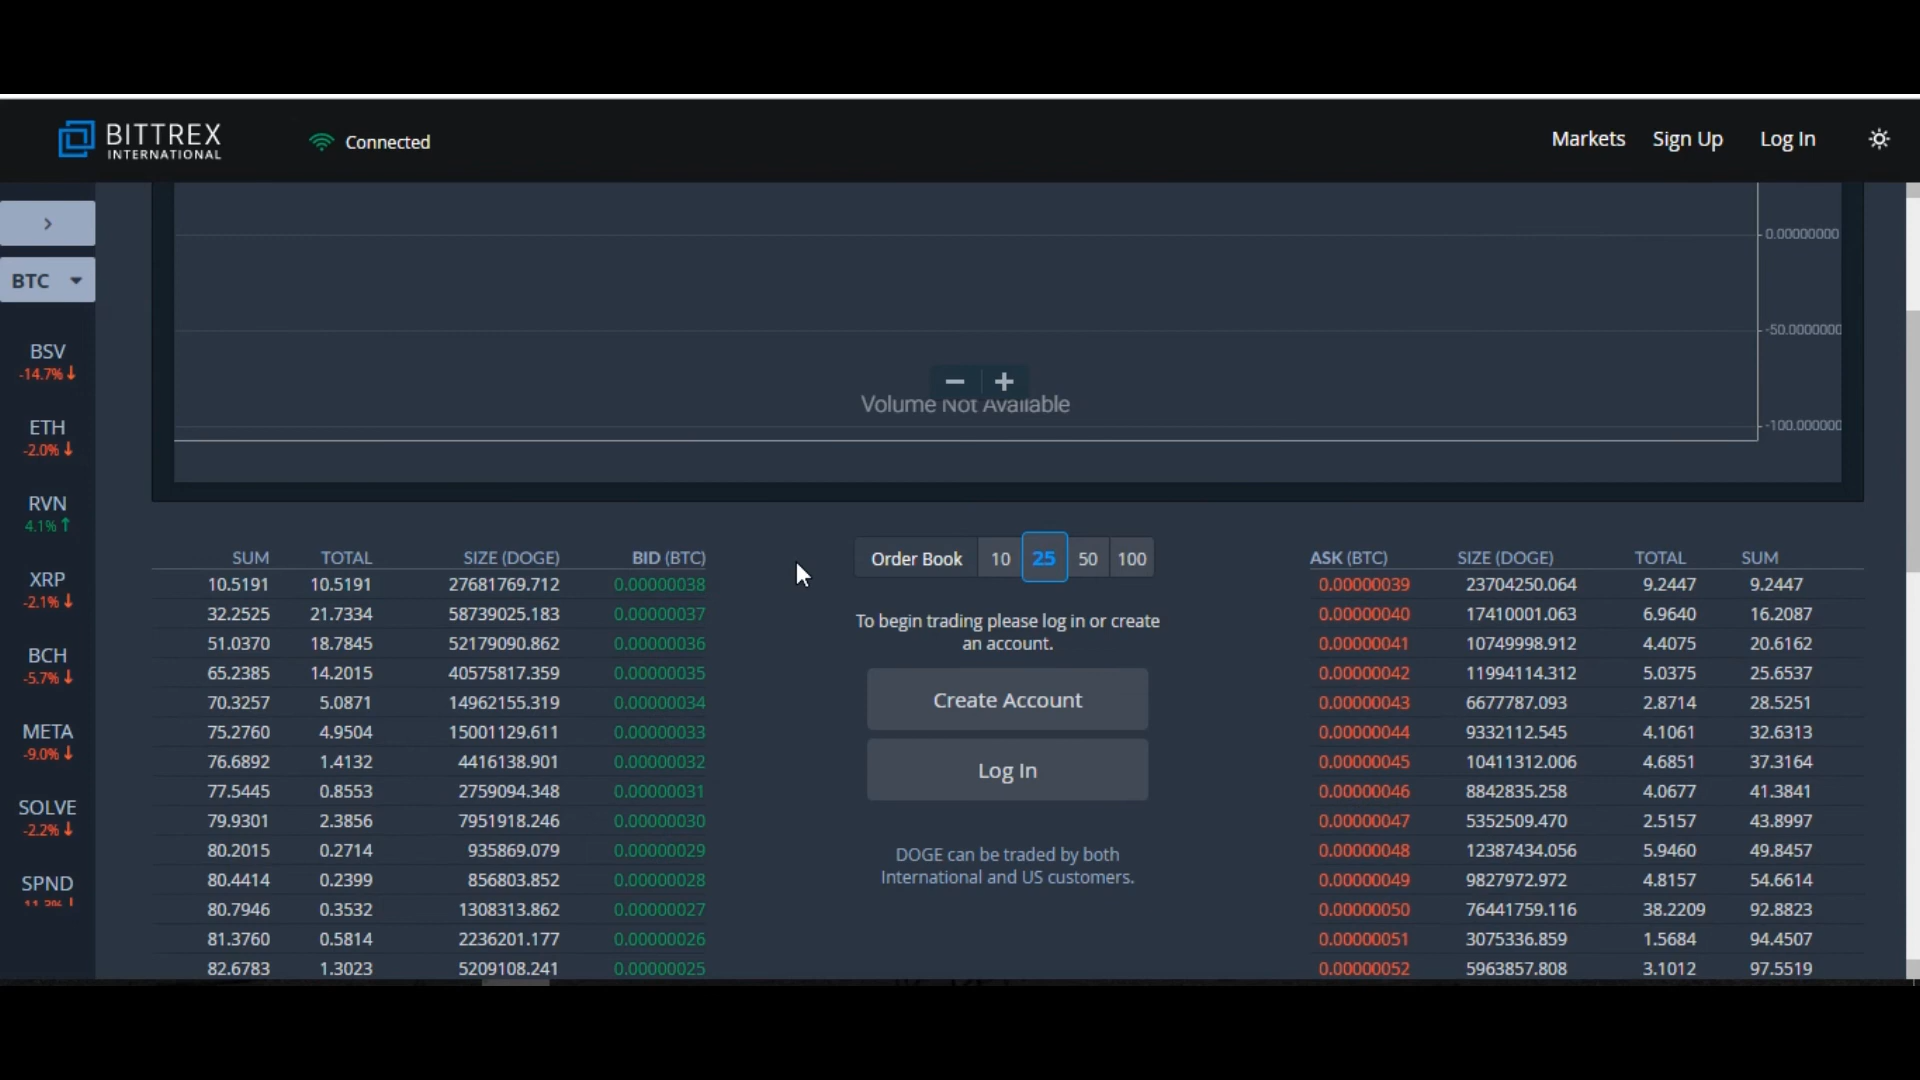 BITTREX
INTERNATIONAL
Connected
Markets Sign Up Log In
BTC
BSV
-14.7%↓
ETH
-2.0%↓
RVN
4.1%↑
XRP
-2.1%↓
BCH
-5.7%↓
META
-9.0%↓
SOLVE
-2.2%↓
SPND
0.00000000
-50.0000000
-100.000000
Volume Not Available
SUM TOTAL SIZE (DOGE) BID (BTC)
10.5191 10.5191 27681769.712 0.00000038
32.2525 21.7334 58739025.183 0.00000037
51.0370 18.7845 52179090.862 0.00000036
65.2385 14.2015 40575817.359 0.00000035
70.3257 5.0871 14962155.319 0.00000034
75.2760 4.9504 15001129.611 0.00000033
76.6892 1.4132 4416138.901 0.00000032
77.5445 0.8553 2759094.348 0.00000031
79.9301 2.3856 7951918.246 0.00000030
80.2015 0.2714 935869.079 0.00000029
80.4414 0.2399 856803.852 0.00000028
80.7946 0.3532 1308313.862 0.00000027
81.3760 0.5814 2236201.177 0.00000026
82.6783 1.3023 5209108.241 0.00000025
Order Book 10 25 50 100
To begin trading please log in or create
an account.
Create Account
Log In
DOGE can be traded by both
International and US customers.
ASK (BTC) SIZE (DOGE) TOTAL SUM
0.00000039 23704250.064 9.2447 9.2447
0.00000040 17410001.063 6.9640 16.2087
0.00000041 10749998.912 4.4075 20.6162
0.00000042 11994114.312 5.0375 25.6537
0.00000043 6677787.093 2.8714 28.5251
0.00000044 9332112.545 4.1061 32.6313
0.00000045 10411312.006 4.6851 37.3164
0.00000046 8842835.258 4.0677 41.3841
0.00000047 5352509.470 2.5157 43.8997
0.00000048 12387434.056 5.9460 49.8457
0.00000049 9827972.972 4.8157 54.6614
0.00000050 76441759.116 38.2209 92.8823
0.00000051 3075336.859 1.5684 94.4507
0.00000052 5963857.808 3.1012 97.5519